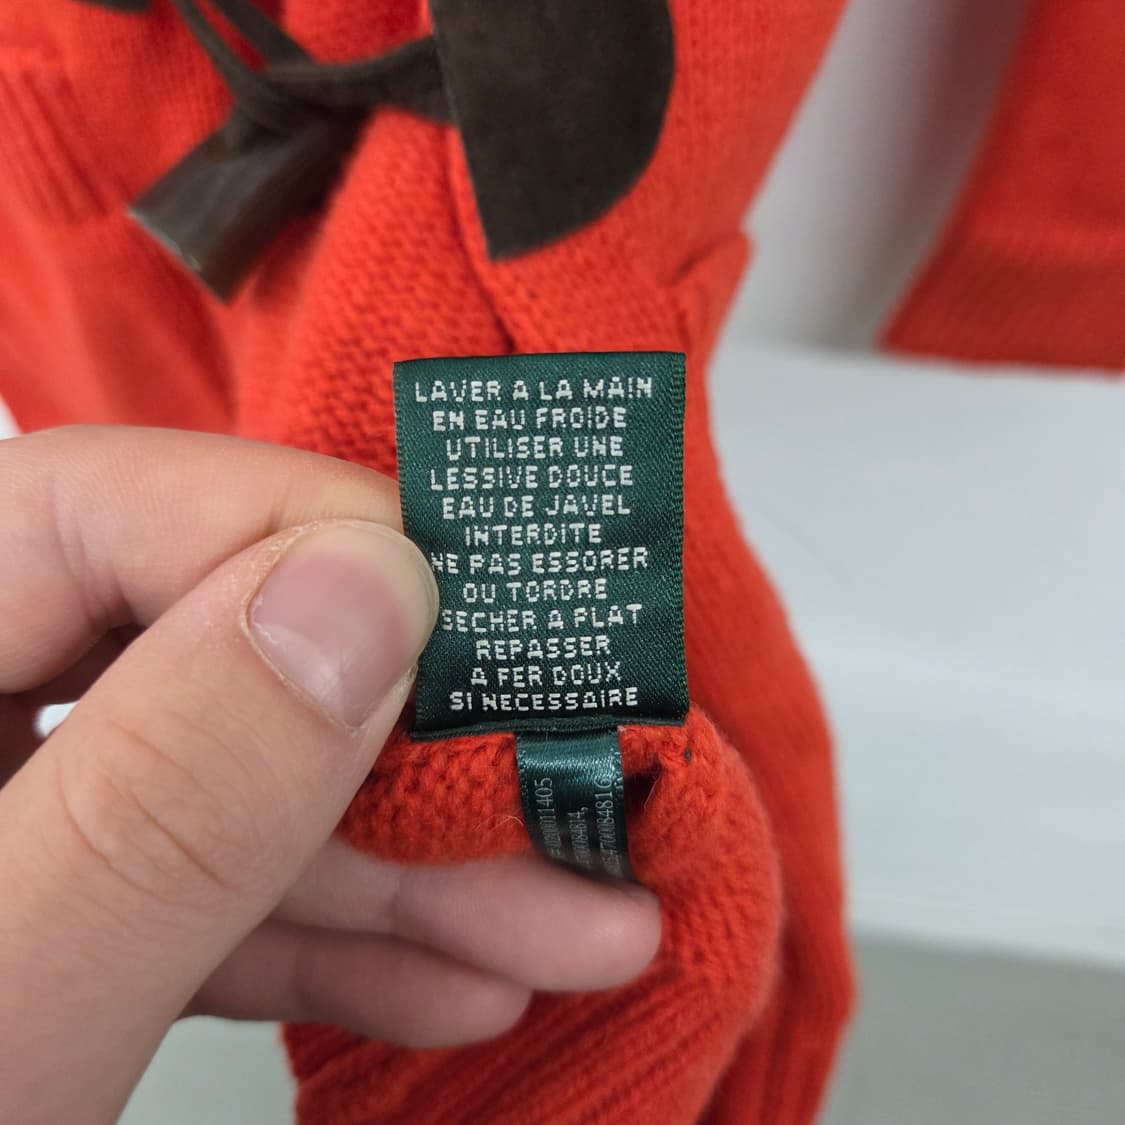 LAVER A LA MAIN
EN EAU FROIDE
UTILISER UNE
LESSIVE DOUCE
EAU DE JAVEL
INTERDITE
NE PAS ESSORER
OU TORDRE
SECHER A PLAT
REPASSER
A FER DOUX
SI NECESSAIRE